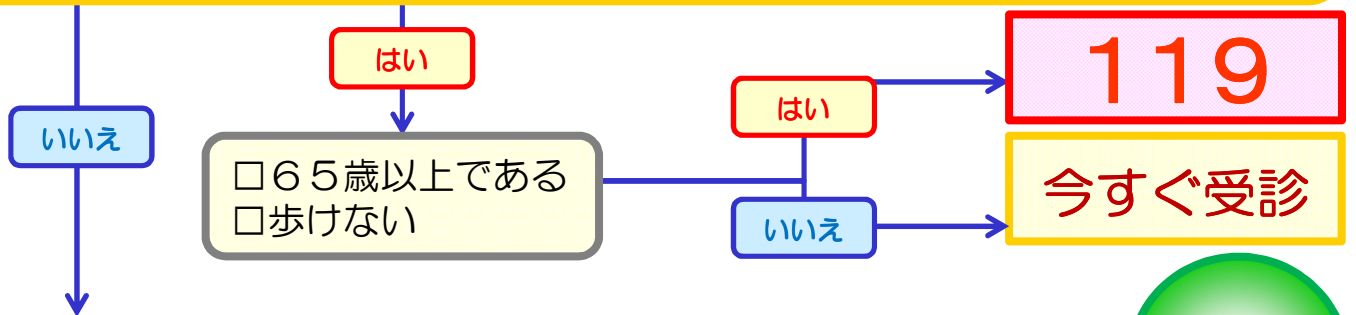 はい
119
はい
いいえ
□65歳以上である
□歩けない
今すぐ受診
いいえ